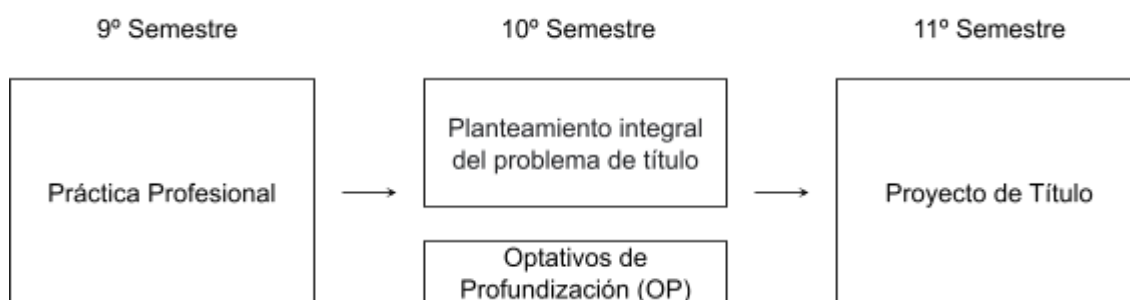 9º Semestre
10º Semestre
11º Semestre
Práctica Profesional
Planteamiento integral
del problema de título
Optativos de
Profundización (OP)
Proyecto de Título